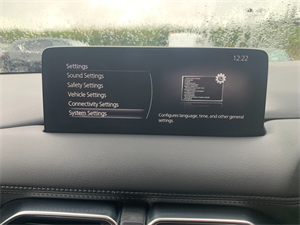 Settings
12:22
Sound Settings
Safety Settings
Vehicle Settings
Connectivity Settings
System Settings
Configures language, time, and other general
settings.